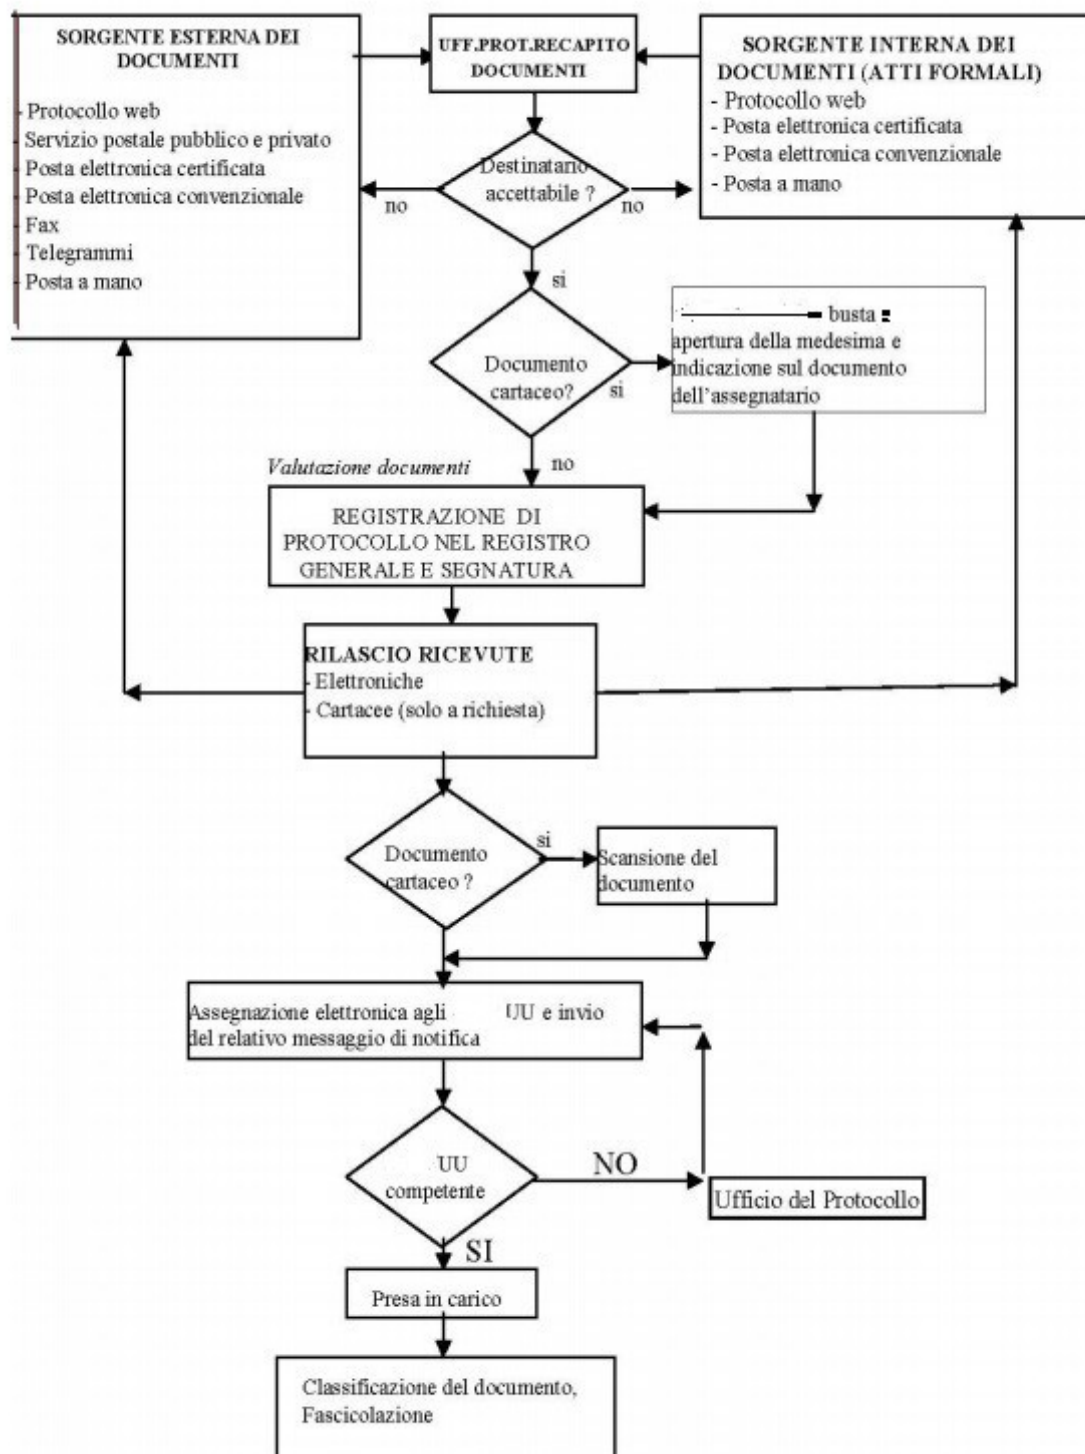 SORGENTE ESTERNA DEI
DOCUMENTI
- Protocollo web
- Servizio postale pubblico e privato
- Posta elettronica certificata
- Posta elettronica convenzionale
- Fax
- Telegrammi
- Posta a mano
UFF.PROT.RECAPITO
DOCUMENTI
SORGENTE INTERNA DEI
DOCUMENTI (ATTI FORMALI)
- Protocollo web
- Posta elettronica certificata
- Posta elettronica convenzionale
- Posta a mano
Destinatario
accettabile ?
no
no
si
Documento
cartaceo?
si
busta
apertura della medesima e
indicazione sul documento
dell'assegnatario
no
Valutazione documenti
REGISTRAZIONE DI
PROTOCOLLO NEL REGISTRO
GENERALE E SEGNATURA
RILASCIO RICEVUTE
- Elettroniche
- Cartacee (solo a richiesta)
Documento
cartaceo ?
si
Scansione del
documento
Assegnazione elettronica agli UU e invio
del relativo messaggio di notifica
UU
competente
NO
Ufficio del Protocollo
SI
Presa in carico
Classificazione del documento,
Fascicolazione